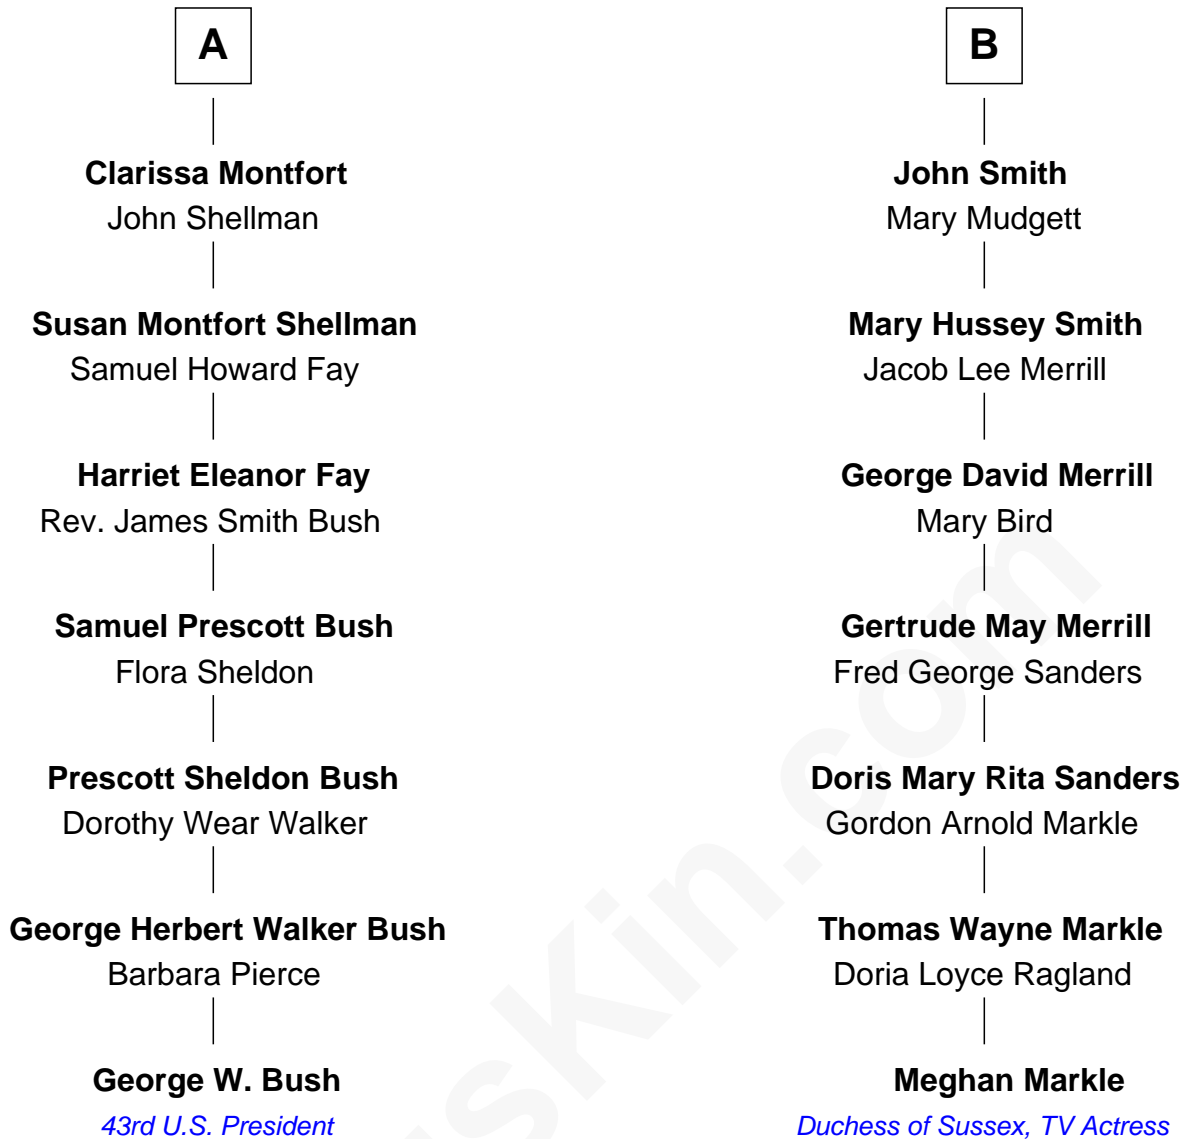 A
Clarissa Montfort
John Shellman
Susan Montfort Shellman
Samuel Howard Fay
Harriet Eleanor Fay
Rev. James Smith Bush
Samuel Prescott Bush
Flora Sheldon
Prescott Sheldon Bush
Dorothy Wear Walker
George Herbert Walker Bush
Barbara Pierce
George W. Bush
43rd U.S. President
B
John Smith
Mary Mudgett
Mary Hussey Smith
Jacob Lee Merrill
George David Merrill
Mary Bird
Gertrude May Merrill
Fred George Sanders
Doris Mary Rita Sanders
Gordon Arnold Markle
Thomas Wayne Markle
Doria Loyce Ragland
Meghan Markle
Duchess of Sussex, TV Actress